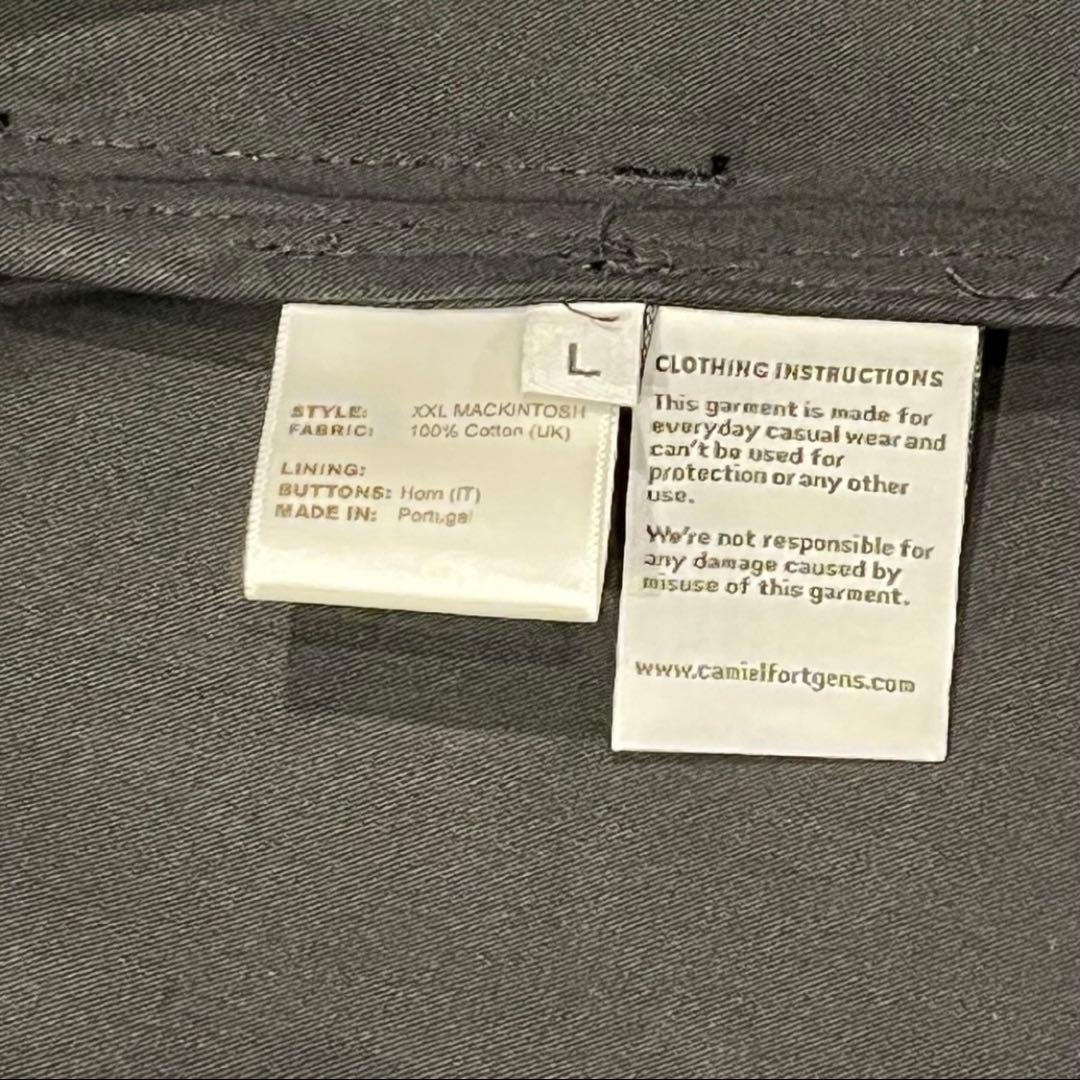 L
STYLE: XXL MACKINTOSH
FABRIC: 100% Cotton (UK)
LINING:
BUTTONS: Horn (IT)
MADE IN: Portugal
CLOTHING INSTRUCTIONS
This garment is made for
everyday casual wear and
can't be used for
protection or any other
use.
We're not responsible for
any damage caused by
misuse of this garment.
www.camielfortgens.com